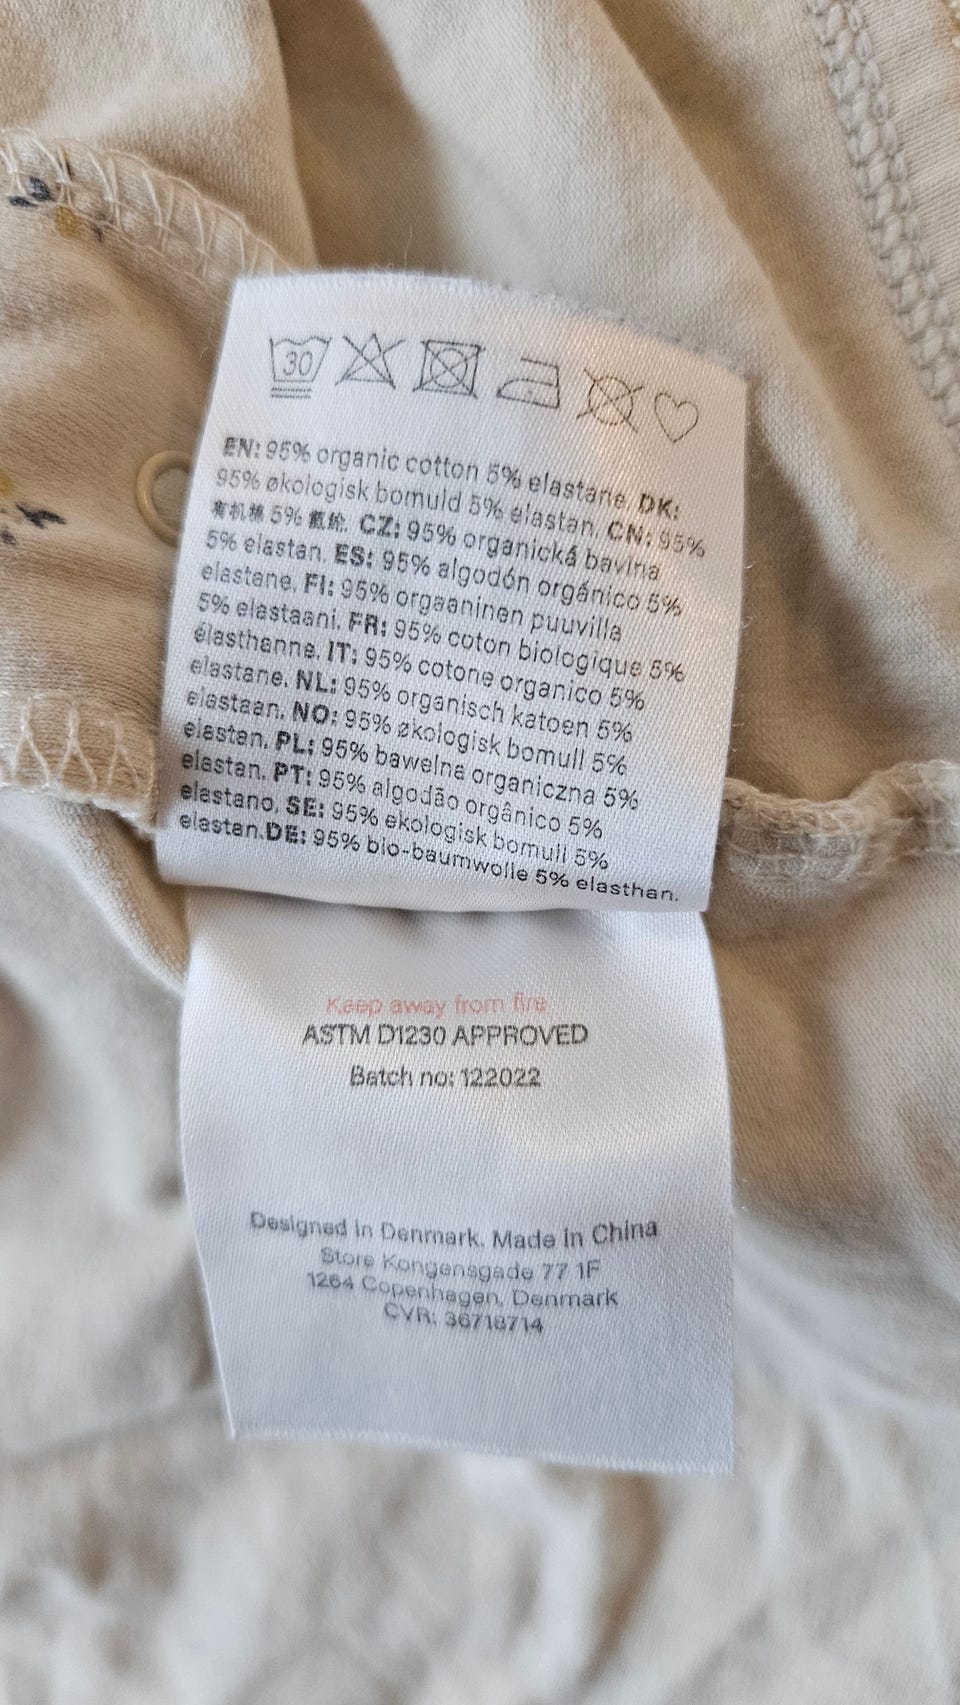 30
EN: 95% organic cotton 5% elastane. DK:
95% økologisk bomuld 5% elastan. CN: 95%
有机棉 5% 氨纶. CZ: 95% organická bavlna
5% elastan. ES: 95% algodón orgánico 5%
elastane. FI: 95% orgaaninen puuvilla
5% elastaani. FR: 95% coton biologique 5%
élasthanne. IT: 95% cotone organico 5%
elastane. NL: 95% organisch katoen 5%
elastaan. NO: 95% økologisk bomull 5%
elastan. PL: 95% bawelna organiczna 5%
elastan. PT: 95% algodão orgânico 5%
elastano. SE: 95% ekologisk bomull 5%
elastan.DE: 95% bio-baumwolle 5% elasthan.
Keep away from fire
ASTM D1230 APPROVED
Batch no: 122022
Designed in Denmark. Made in China
Store Kongensgade 77 1F
1264 Copenhagen, Denmark
CVR: 36718714